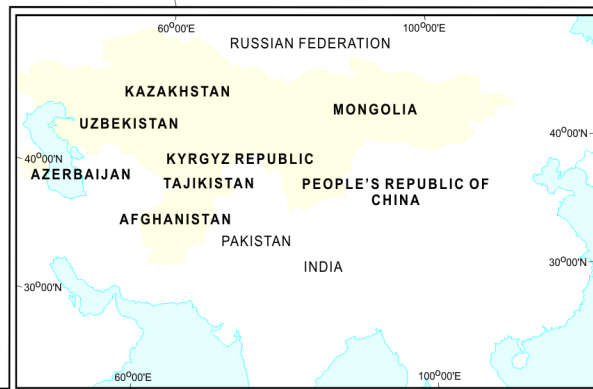 60°00'E 100°00'E
RUSSIAN FEDERATION
KAZAKHSTAN
MONGOLIA
UZBEKISTAN
40°00'N
40°00'N
KYRGYZ REPUBLIC
AZERBAIJAN
TAJIKISTAN
PEOPLE'S REPUBLIC OF
CHINA
AFGHANISTAN
PAKISTAN
INDIA
30°00'N
30°00'N
60°00'E 100°00'E